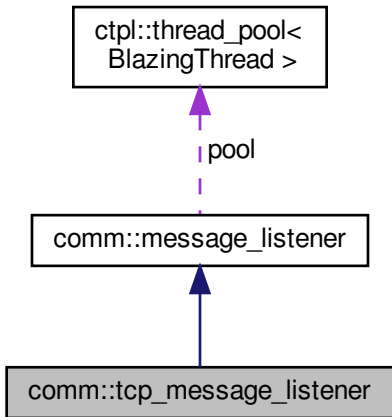 ctpl::thread_pool<
BlazingThread >
pool
comm::message_listener
comm::tcp_message_listener